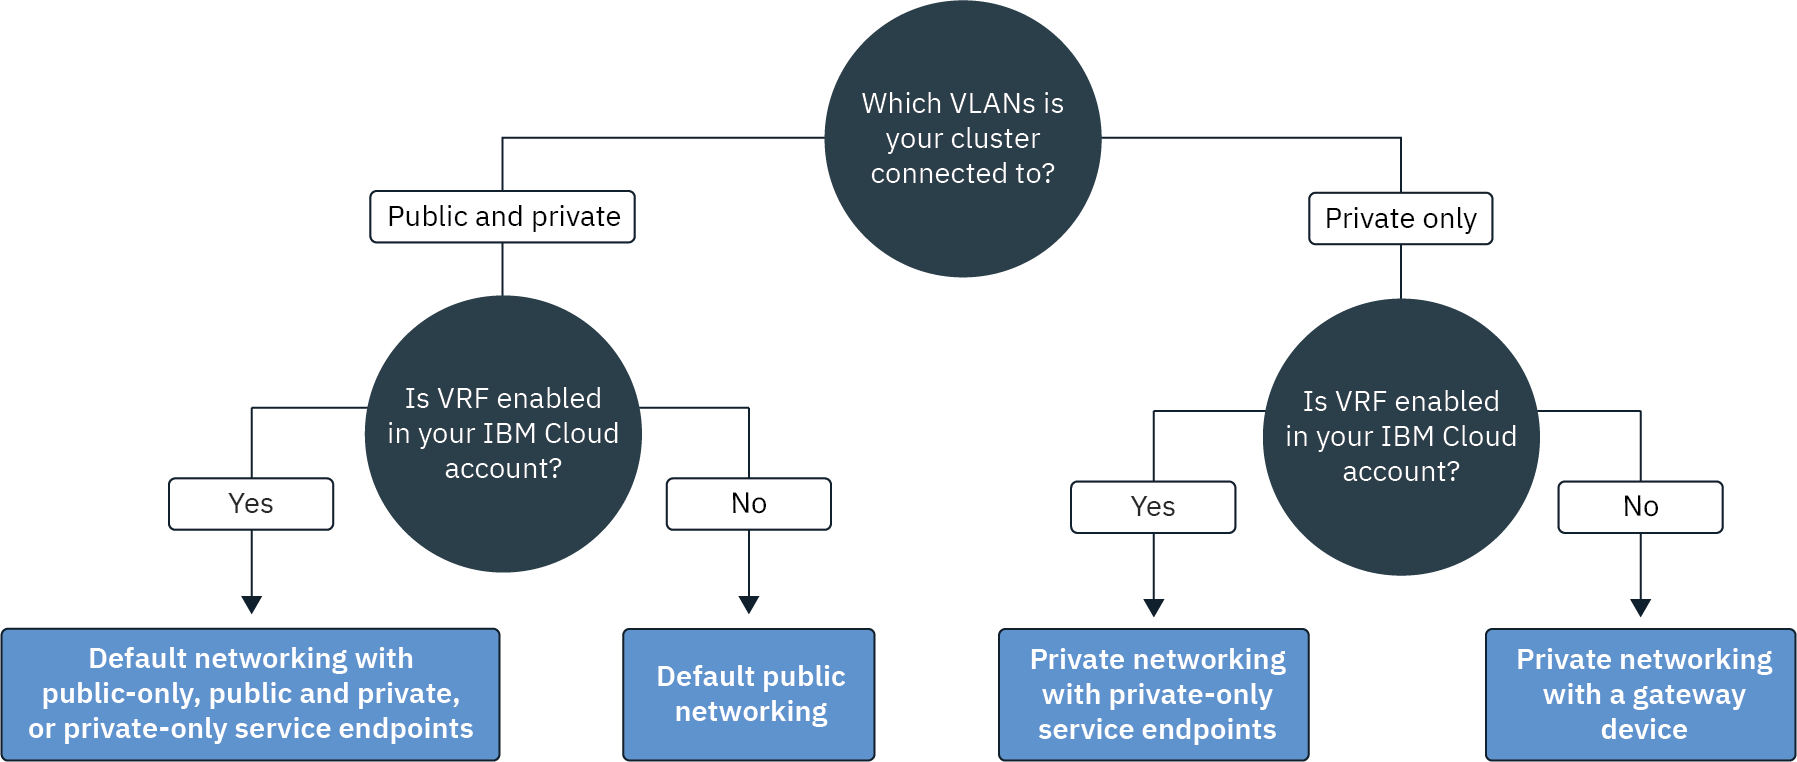 Which VLANs is
your cluster
connected to?
Public and private
Private only
Is VRF enabled
in your IBM Cloud
account?
Is VRF enabled
in your IBM Cloud
account?
Yes
No
Yes
No
Default networking with
public-only, public and private,
or private-only service endpoints
Default public
networking
Private networking
with private-only
service endpoints
Private networking
with a gateway
device